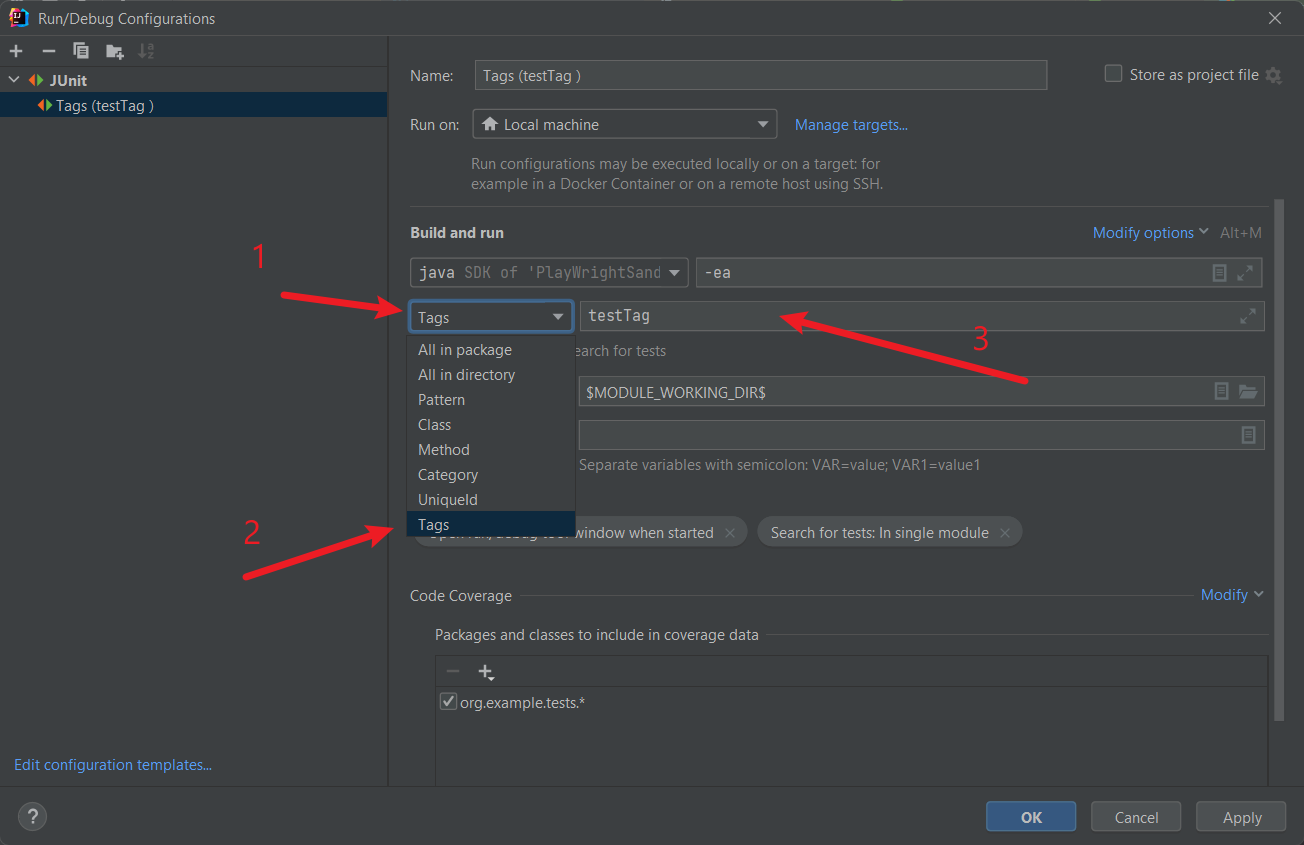 Run/Debug Configurations
JUnit
Tags (testTag )
Name:
Tags (testTag )
Store as project file
Run on:
Local machine
Manage targets...
Run configurations may be executed locally or on a target: for
example in a Docker Container or on a remote host using SSH.
Build and run
Modify options
Alt+M
1
java SDK of 'PlayWrightSand
-ea
Tags
testTag
3
All in package
All in directory
Pattern
Class
Method
Category
UniqueId
Tags
earch for tests
$MODULE_WORKING_DIR$
Separate variables with semicolon: VAR=value; VAR1=value1
2
window when started
Search for tests: In single module
Code Coverage
Modify
Packages and classes to include in coverage data
org.example.tests.*
Edit configuration templates...
?
OK
Cancel
Apply